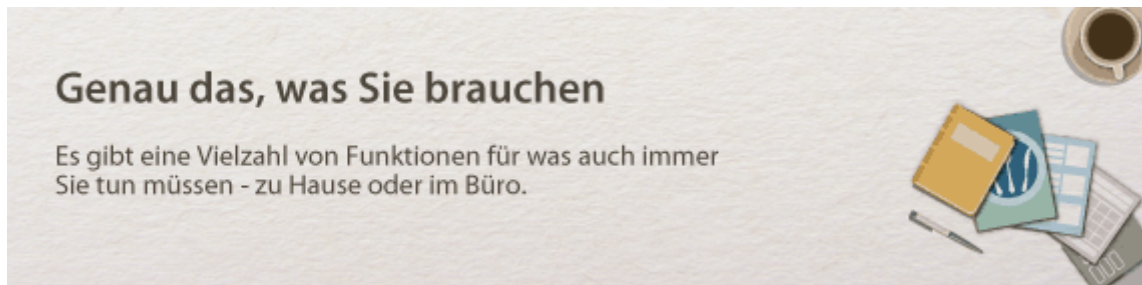 Genau das, was Sie brauchen
Es gibt eine Vielzahl von Funktionen für was auch immer
Sie tun müssen - zu Hause oder im Büro.